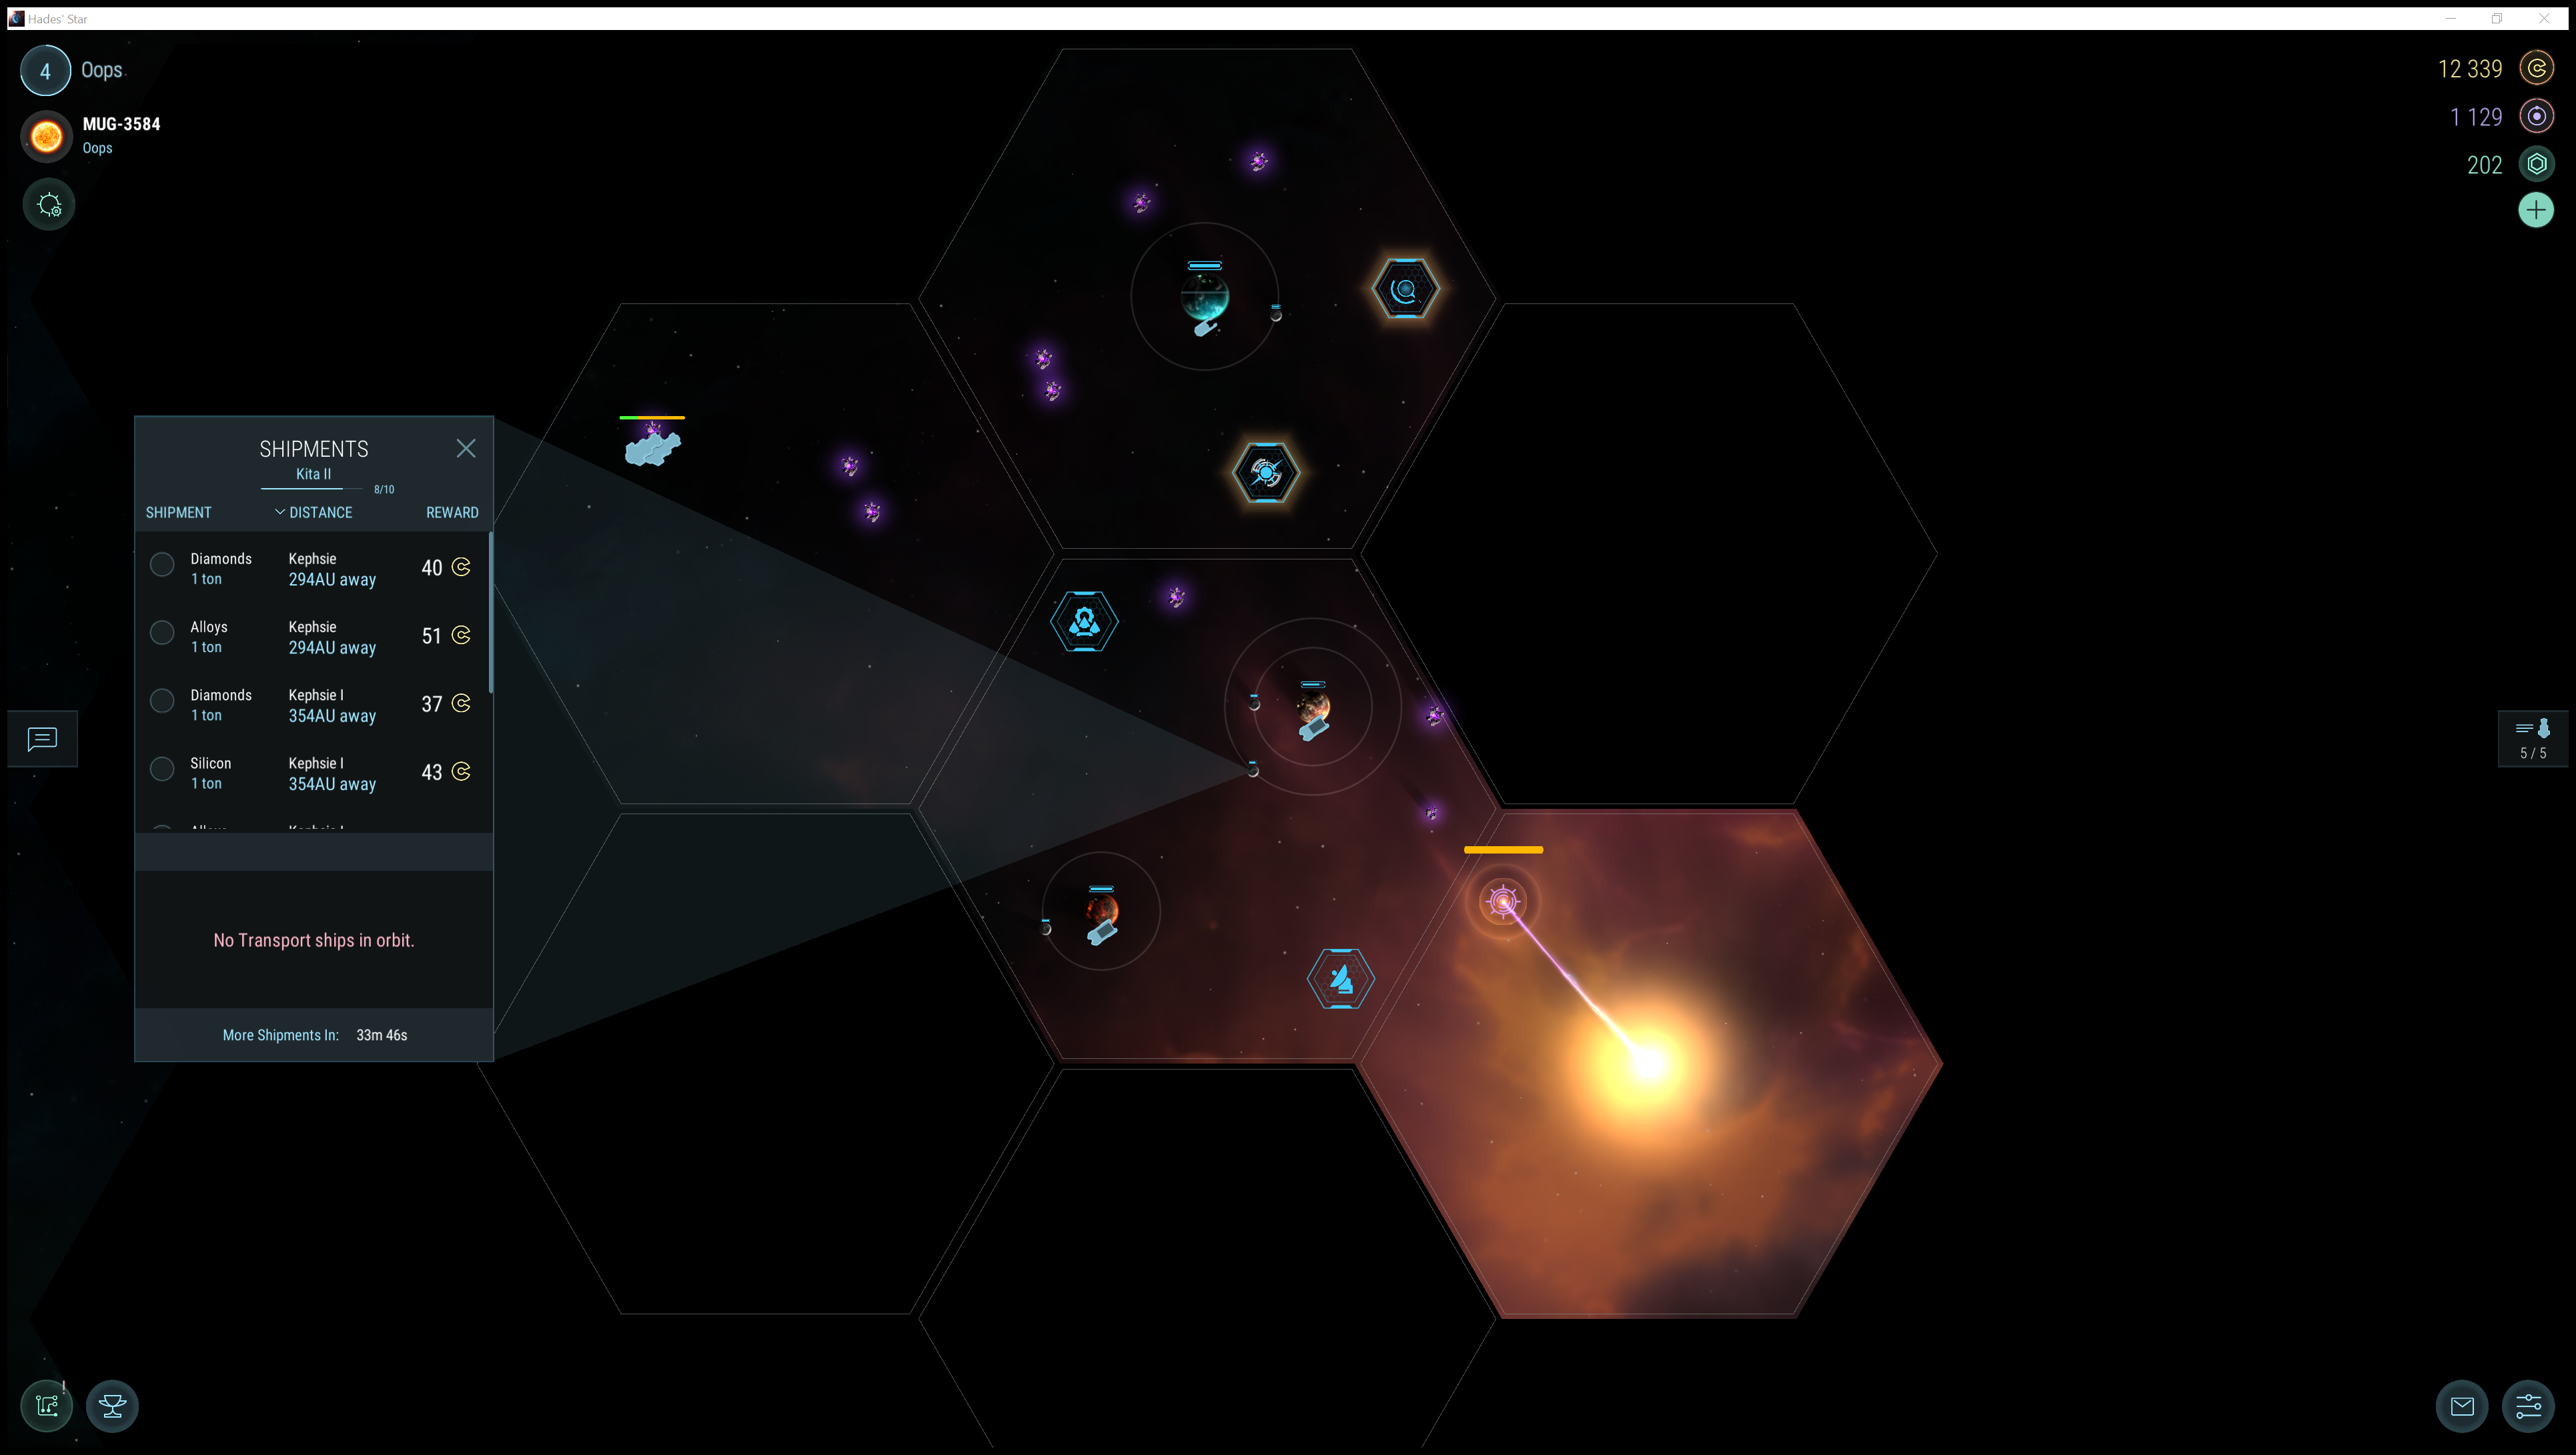 Hades' Star
4
Oops
MUG-3584
Oops
12 339
1 129
202
SHIPMENTS
Kita II
8/10
SHIPMENT DISTANCE REWARD
Diamonds Kephsie 40
1 ton 294AU away
Alloys Kephsie 51
1 ton 294AU away
Diamonds Kephsie I 37
1 ton 354AU away
Silicon Kephsie I 43
1 ton 354AU away
No Transport ships in orbit.
More Shipments In: 33m 46s
5 / 5
!